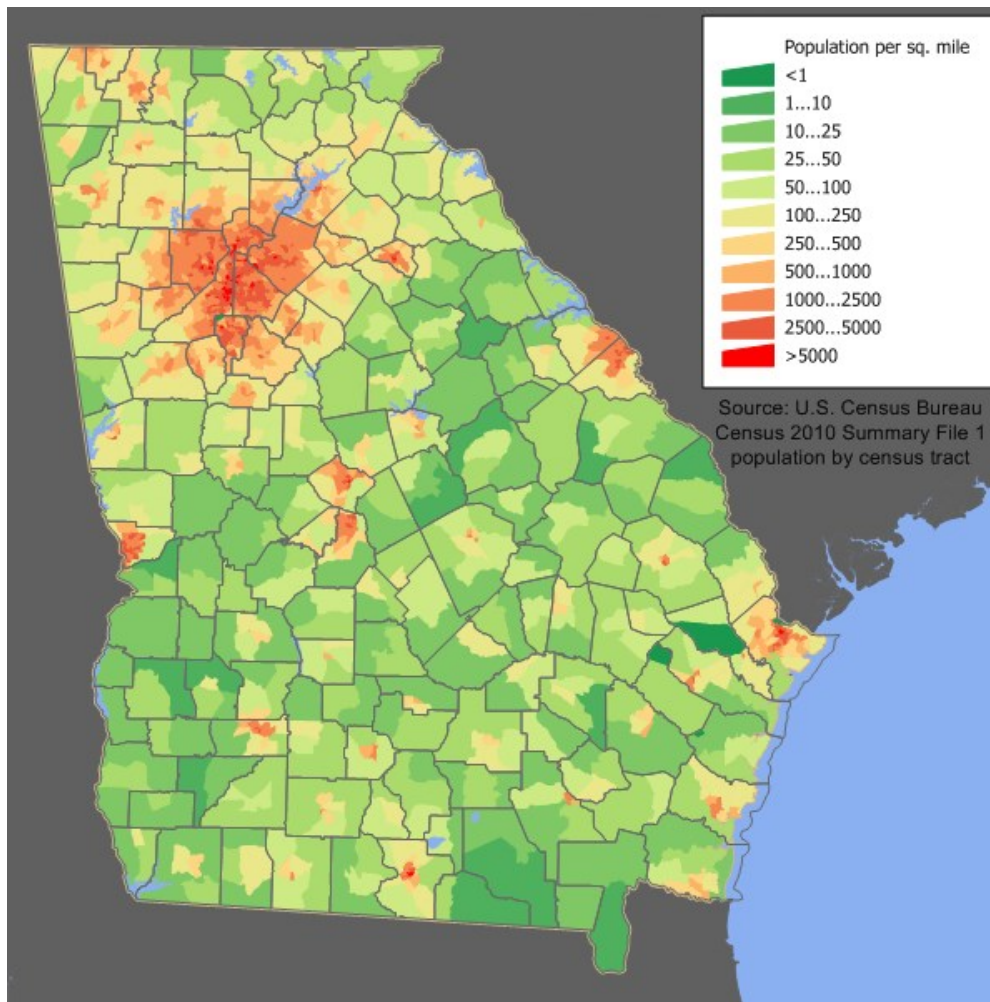 Population per sq. mile
<1
1...10
10...25
25...50
50...100
100...250
250...500
500...1000
1000...2500
2500...5000
>5000
Source: U.S. Census Bureau
Census 2010 Summary File 1
population by census tract